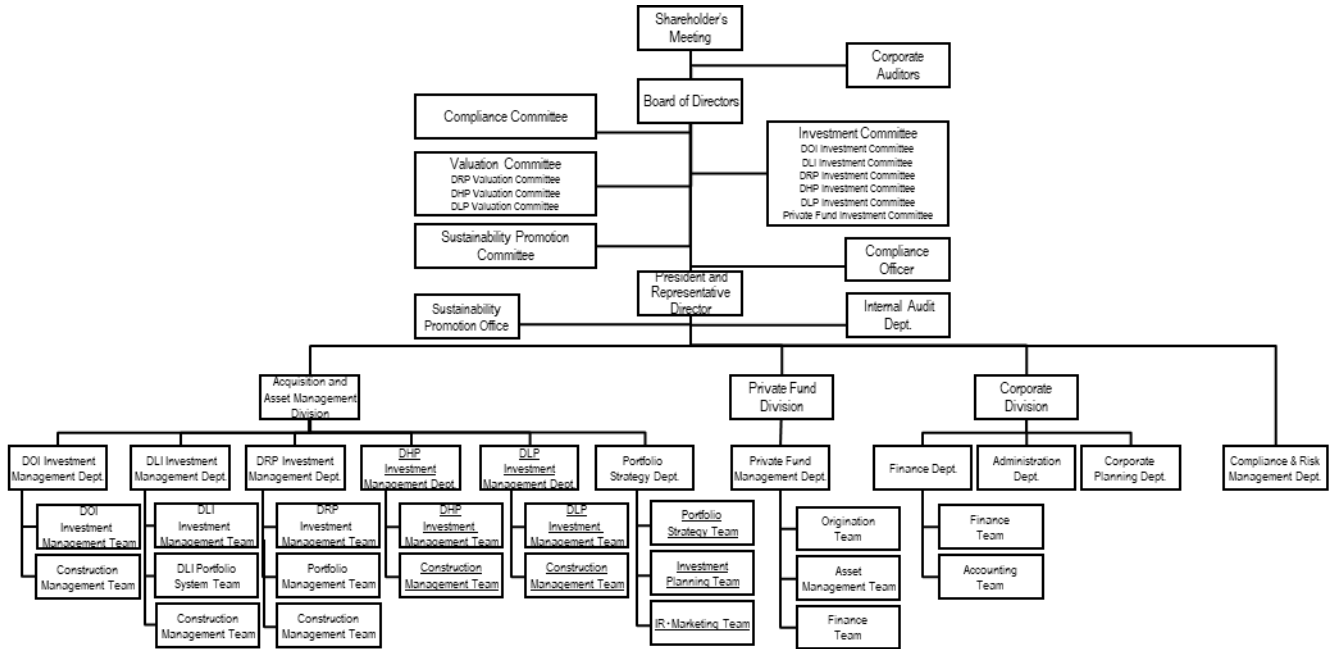 Shareholder's
Meeting
Corporate
Auditors
Board of Directors
Compliance Committee
Investment Committee
DOI Investment Committee
DLI Investment Committee
DRP Investment Committee
DHP Investment Committee
DLP Investment Committee
Private Fund Investment Committee
Valuation Committee
DRP Valuation Committee
DHP Valuation Committee
DLP Valuation Committee
Sustainability Promotion
Committee
Compliance
Officer
President and
Representative
Director
Sustainability
Promotion Office
Internal Audit
Dept.
Acquisition and
Asset Management
Division
Private Fund
Division
Corporate
Division
DOI Investment
Management Dept.
DLI Investment
Management Dept.
DRP Investment
Management Dept.
DHP
Investment
Management Dept.
DLP
Investment
Management Dept.
Portfolio
Strategy Dept.
Private Fund
Management Dept.
Finance Dept.
Administration
Dept.
Corporate
Planning Dept.
Compliance & Risk
Management Dept.
DOI
Investment
Management Team
DLI
Investment
Management Team
DRP
Investment
Management Team
DHP
Investment
Management Team
DLP
Investment
Management Team
Portfolio
Strategy Team
Origination
Team
Finance
Team
Construction
Management Team
DLI Portfolio
System Team
Portfolio
Management Team
Construction
Management Team
Construction
Management Team
Investment
Planning Team
Asset
Management Team
Accounting
Team
Construction
Management Team
Construction
Management Team
IR・Marketing Team
Finance
Team